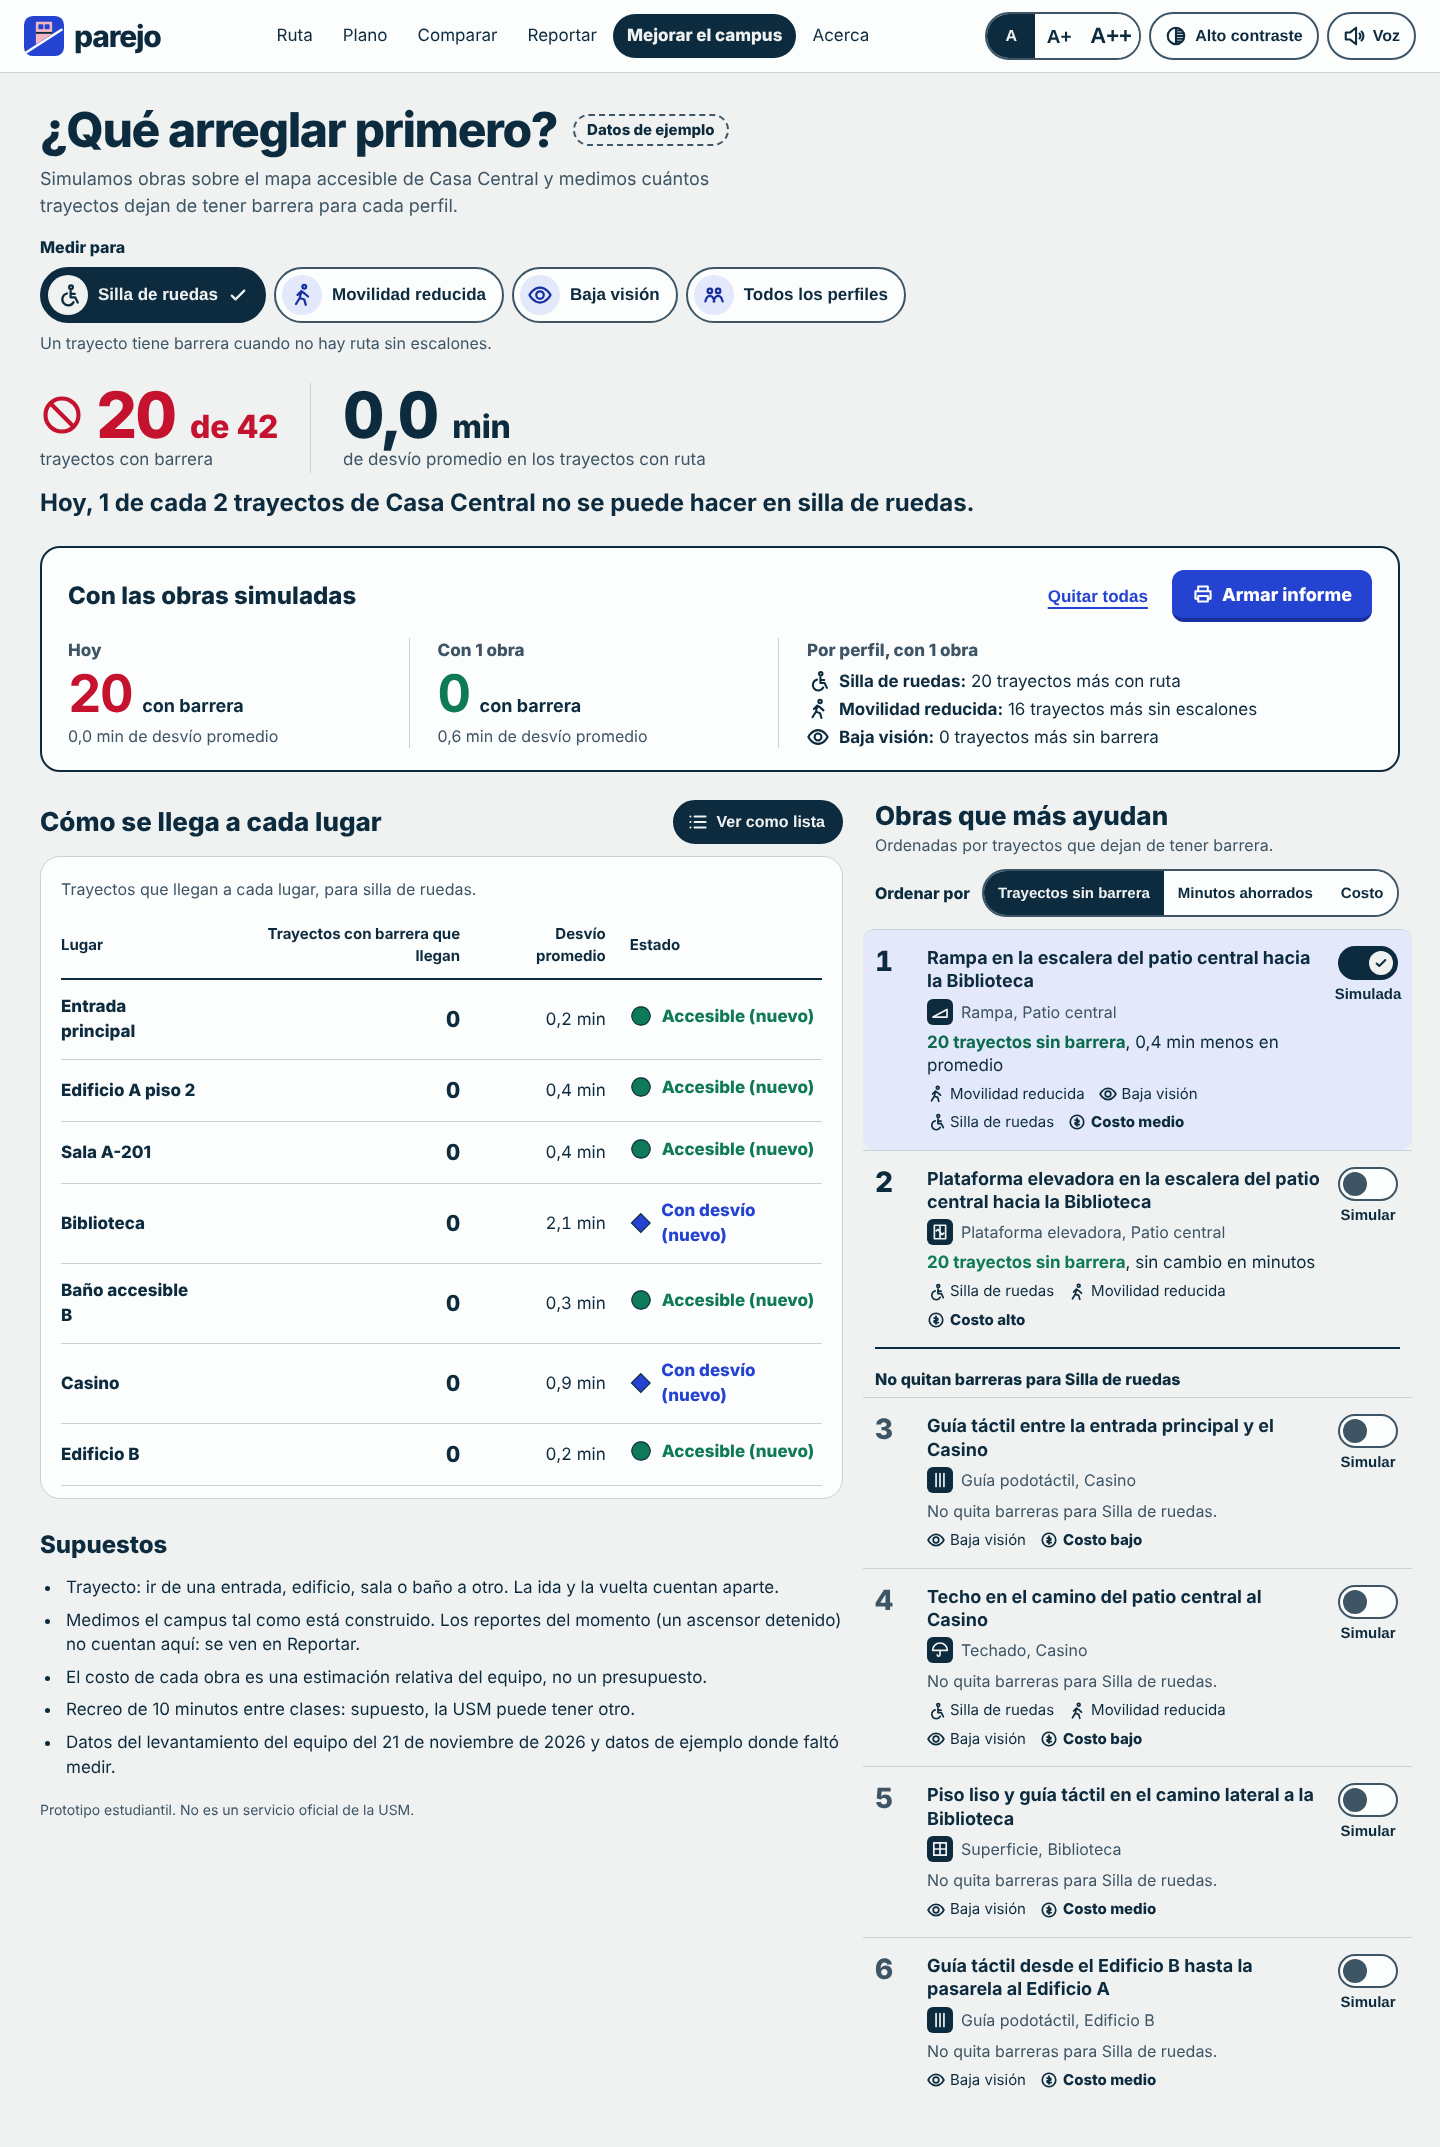 parejo
Ruta
Plano
Comparar
Reportar
Mejorar el campus
Acerca
A
A+
A++
Alto contraste
Voz
¿Qué arreglar primero?
Datos de ejemplo
Simulamos obras sobre el mapa accesible de Casa Central y medimos cuántos
trayectos dejan de tener barrera para cada perfil.
Medir para
Silla de ruedas
Movilidad reducida
Baja visión
Todos los perfiles
Un trayecto tiene barrera cuando no hay ruta sin escalones.
20 de 42
trayectos con barrera
0,0 min
de desvío promedio en los trayectos con ruta
Hoy, 1 de cada 2 trayectos de Casa Central no se puede hacer en silla de ruedas.
Con las obras simuladas
Quitar todas
Armar informe
Hoy
20 con barrera
0,0 min de desvío promedio
Con 1 obra
0 con barrera
0,6 min de desvío promedio
Por perfil, con 1 obra
Silla de ruedas: 20 trayectos más con ruta
Movilidad reducida: 16 trayectos más sin escalones
Baja visión: 0 trayectos más sin barrera
Cómo se llega a cada lugar
Ver como lista
Trayectos que llegan a cada lugar, para silla de ruedas.
Lugar
Trayectos con barrera que
llegan
Desvío
promedio
Estado
Entrada
principal
0
0,2 min
Accesible (nuevo)
Edificio A piso 2
0
0,4 min
Accesible (nuevo)
Sala A-201
0
0,4 min
Accesible (nuevo)
Biblioteca
0
2,1 min
Con desvío
(nuevo)
Baño accesible
B
0
0,3 min
Accesible (nuevo)
Casino
0
0,9 min
Con desvío
(nuevo)
Edificio B
0
0,2 min
Accesible (nuevo)
Supuestos
• Trayecto: ir de una entrada, edificio, sala o baño a otro. La ida y la vuelta cuentan aparte.
• Medimos el campus tal como está construido. Los reportes del momento (un ascensor detenido)
no cuentan aquí: se ven en Reportar.
• El costo de cada obra es una estimación relativa del equipo, no un presupuesto.
• Recreo de 10 minutos entre clases: supuesto, la USM puede tener otro.
• Datos del levantamiento del equipo del 21 de noviembre de 2026 y datos de ejemplo donde faltó
medir.
Prototipo estudiantil. No es un servicio oficial de la USM.
Obras que más ayudan
Ordenadas por trayectos que dejan de tener barrera.
Ordenar por
Trayectos sin barrera
Minutos ahorrados
Costo
1
Rampa en la escalera del patio central hacia
la Biblioteca
Simulada
Rampa, Patio central
20 trayectos sin barrera, 0,4 min menos en
promedio
Movilidad reducida
Baja visión
Silla de ruedas
Costo medio
2
Plataforma elevadora en la escalera del patio
central hacia la Biblioteca
Simular
Plataforma elevadora, Patio central
20 trayectos sin barrera, sin cambio en minutos
Silla de ruedas
Movilidad reducida
Costo alto
No quitan barreras para Silla de ruedas
3
Guía táctil entre la entrada principal y el
Casino
Simular
Guía podotáctil, Casino
No quita barreras para Silla de ruedas.
Baja visión
Costo bajo
4
Techo en el camino del patio central al
Casino
Simular
Techado, Casino
No quita barreras para Silla de ruedas.
Silla de ruedas
Movilidad reducida
Baja visión
Costo bajo
5
Piso liso y guía táctil en el camino lateral a la
Biblioteca
Simular
Superficie, Biblioteca
No quita barreras para Silla de ruedas.
Baja visión
Costo medio
6
Guía táctil desde el Edificio B hasta la
pasarela al Edificio A
Simular
Guía podotáctil, Edificio B
No quita barreras para Silla de ruedas.
Baja visión
Costo medio